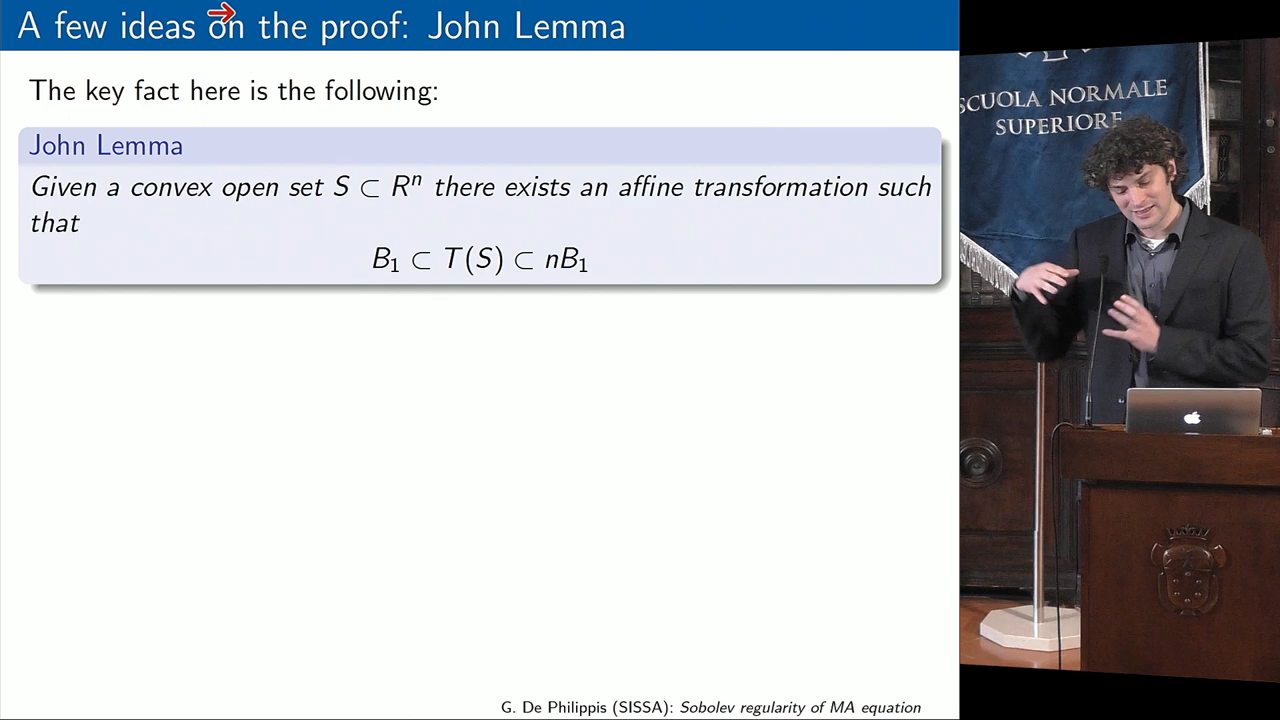 A few ideas on the proof: John Lemma
The key fact here is the following:
John Lemma
Given a convex open set S ⊂ Rⁿ there exists an affine transformation such
that
B₁ ⊂ T(S) ⊂ nB₁
G. De Philippis (SISSA): Sobolev regularity of MA equation
SCUOLA NORMALE
SUPERIORE